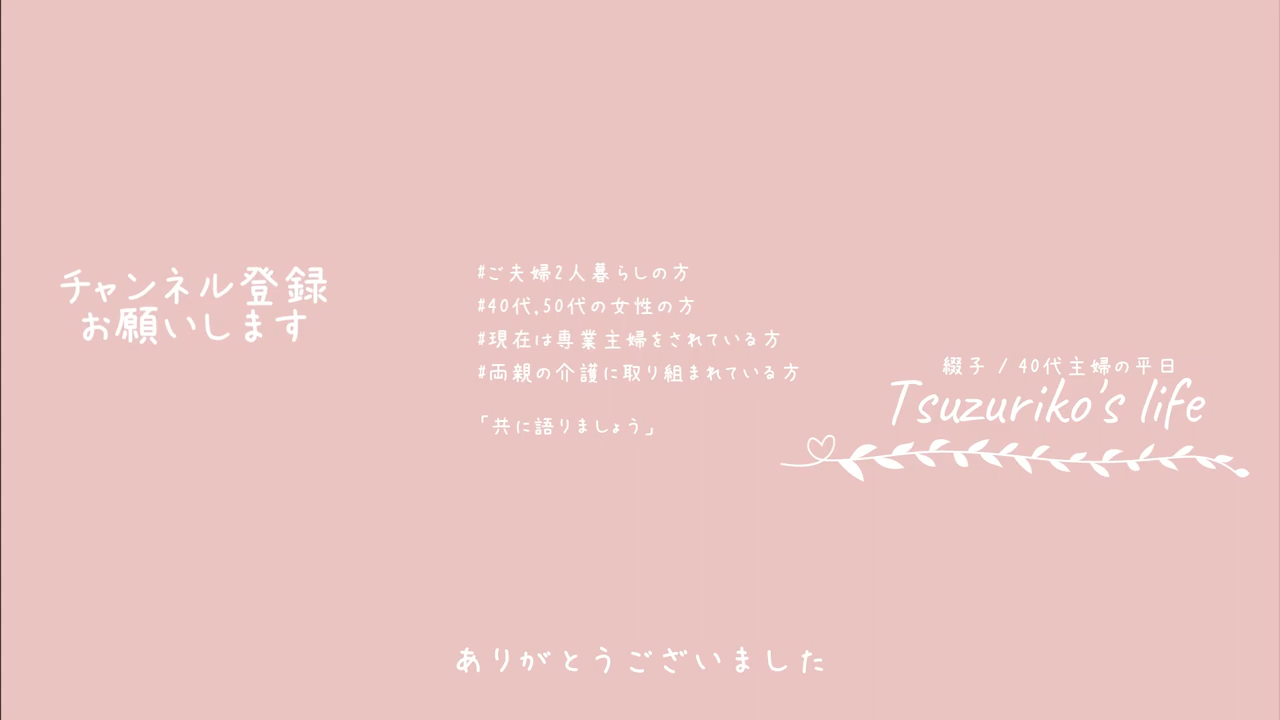 チャンネル登録
お願いします
#ご夫婦2人暮らしの方
#40代,50代の女性の方
#現在は専業主婦をされている方
#両親の介護に取り組まれている方
「共に語りましょう」
綴子 / 40代主婦の平日
Tsuzuriko's life
ありがとうございました